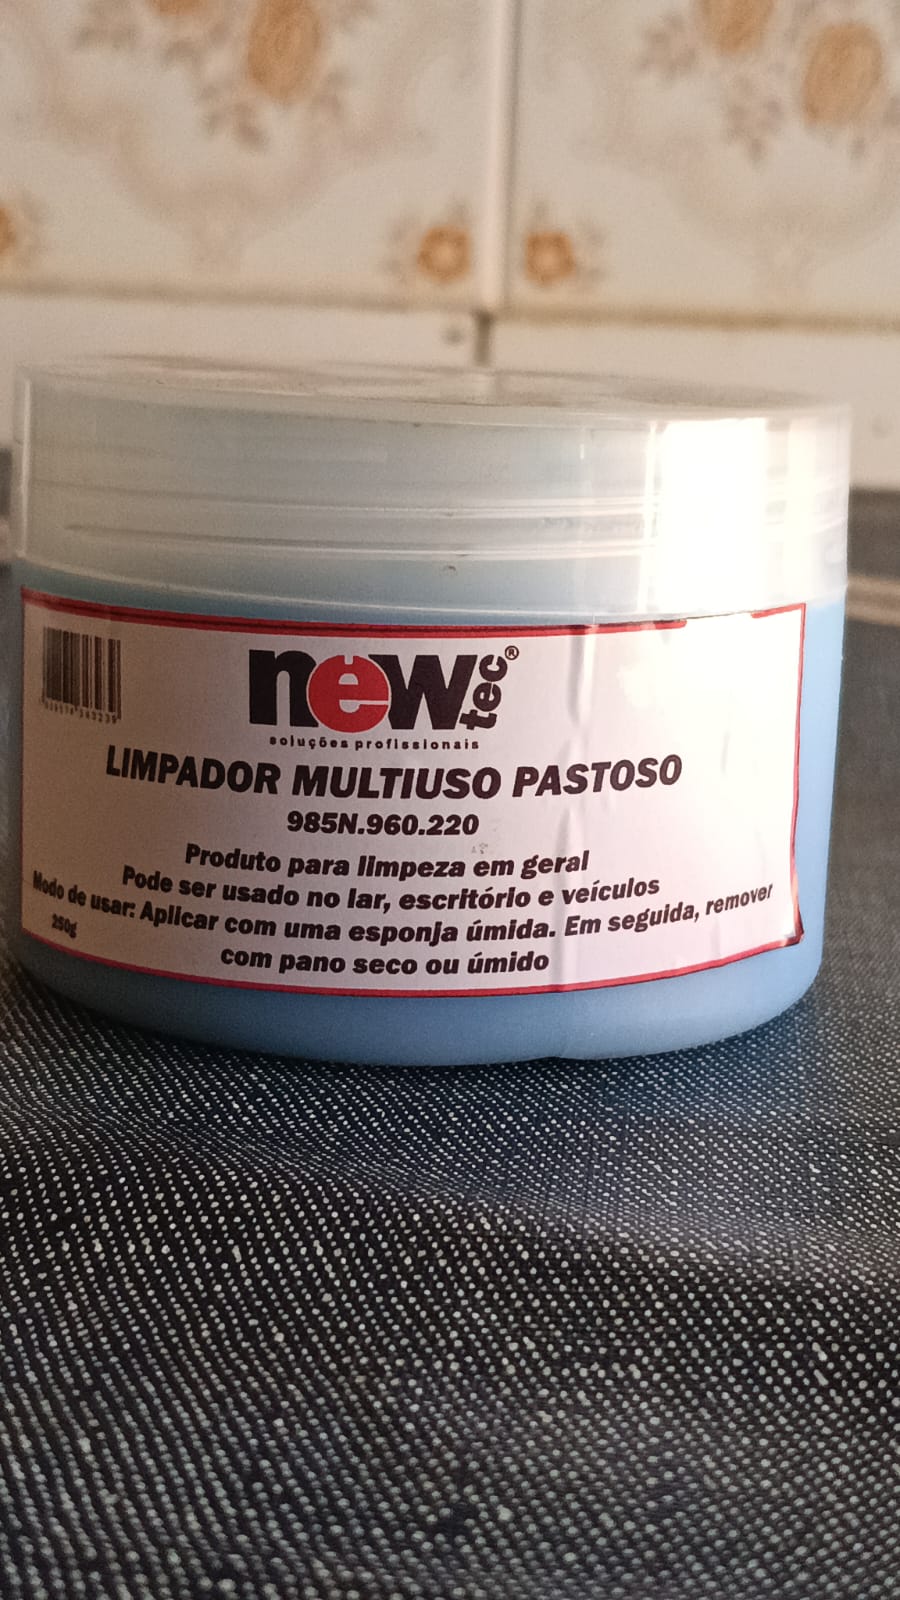 new tec®
soluções profissionais
LIMPADOR MULTIUSO PASTOSO
985N.960.220
Produto para limpeza em geral
Pode ser usado no lar, escritório e veículos
Modo de usar: Aplicar com uma esponja úmida. Em seguida, remover
com pano seco ou úmido
250g